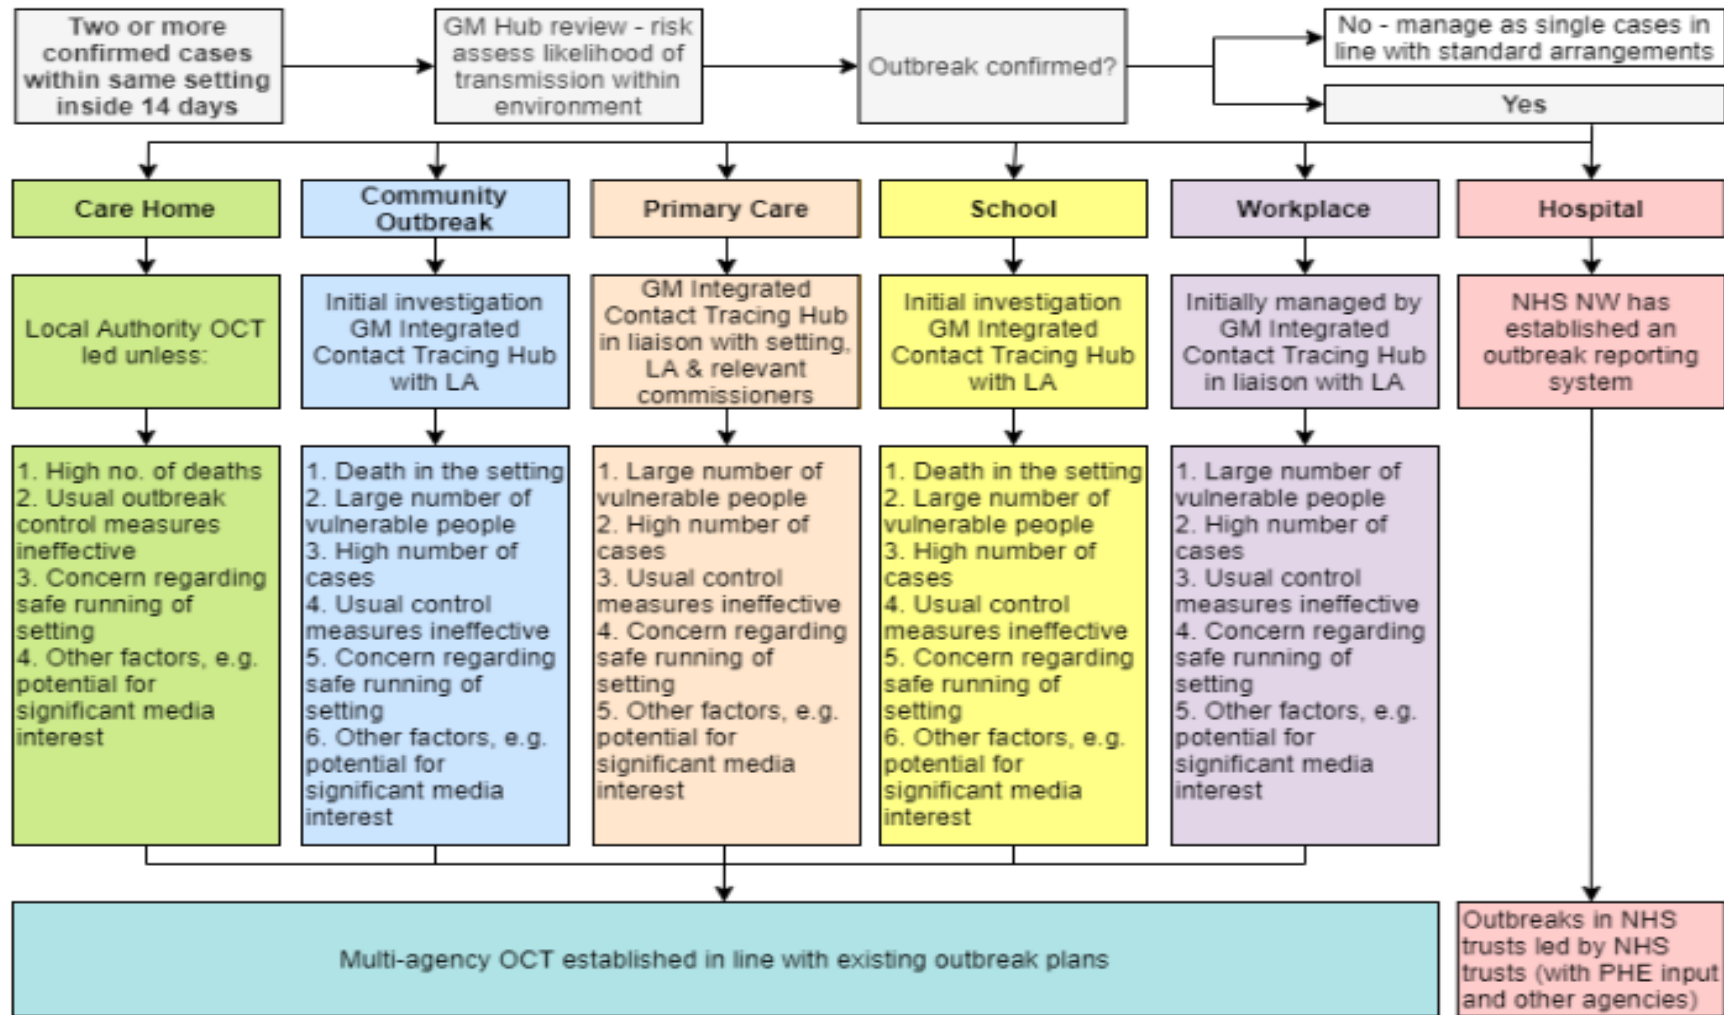 Two or more
confirmed cases
within same setting
inside 14 days
GM Hub review - risk
assess likelihood of
transmission within
environment
Outbreak confirmed?
No - manage as single cases in
line with standard arrangements
Yes
Care Home
Community
Outbreak
Primary Care
School
Workplace
Hospital
Local Authority OCT
led unless:
Initial investigation
GM Integrated
Contact Tracing Hub
with LA
GM Integrated
Contact Tracing Hub
in liaison with setting,
LA & relevant
commissioners
Initial investigation
GM Integrated
Contact Tracing Hub
with LA
Initially managed by
GM Integrated
Contact Tracing Hub
in liaison with LA
NHS NW has
established an
outbreak reporting
system
1. High no. of deaths
2. Usual outbreak
control measures
ineffective
3. Concern regarding
safe running of
setting
4. Other factors, e.g.
potential for
significant media
interest
1. Death in the setting
2. Large number of
vulnerable people
3. High number of
cases
4. Usual control
measures ineffective
5. Concern regarding
safe running of
setting
6. Other factors, e.g.
potential for
significant media
interest
1. Large number of
vulnerable people
2. High number of
cases
3. Usual control
measures ineffective
4. Concern regarding
safe running of
setting
5. Other factors, e.g.
potential for
significant media
interest
1. Death in the setting
2. Large number of
vulnerable people
3. High number of
cases
4. Usual control
measures ineffective
5. Concern regarding
safe running of
setting
6. Other factors, e.g.
potential for
significant media
interest
1. Large number of
vulnerable people
2. High number of
cases
3. Usual control
measures ineffective
4. Concern regarding
safe running of
setting
5. Other factors, e.g.
potential for
significant media
interest
Multi-agency OCT established in line with existing outbreak plans
Outbreaks in NHS
trusts led by NHS
trusts (with PHE input
and other agencies)